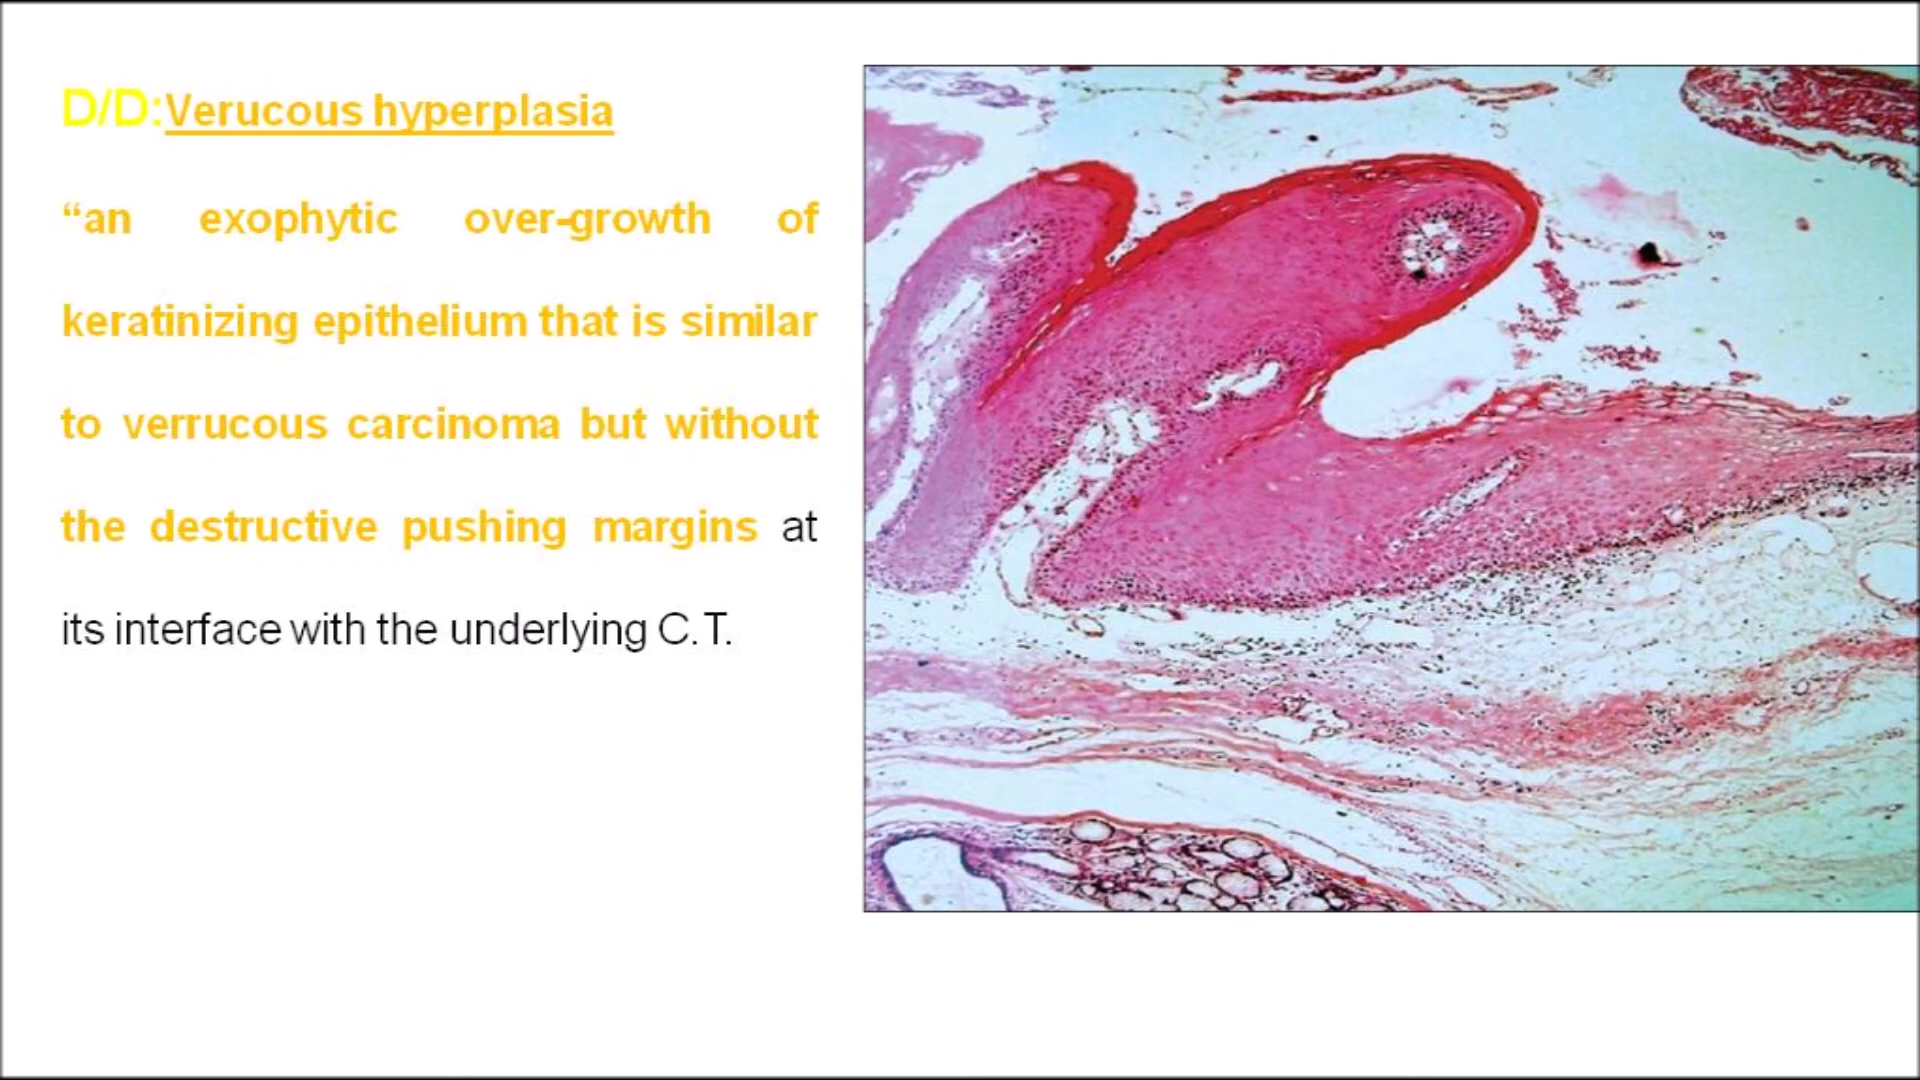 D/D:Verucous hyperplasia
“an exophytic over-growth of
keratinizing epithelium that is similar
to verrucous carcinoma but without
the destructive pushing margins at
its interface with the underlying C.T.